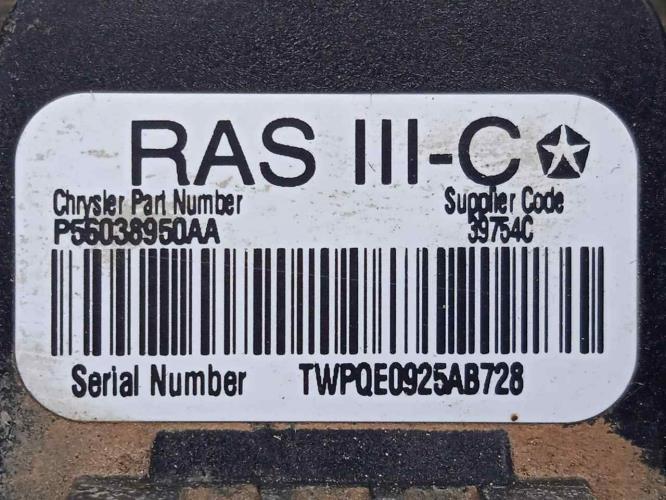 RAS III-C
Chrysler Part Number Supplier Code
P56038950AA 39754C
Serial Number TWPQE0925AB728